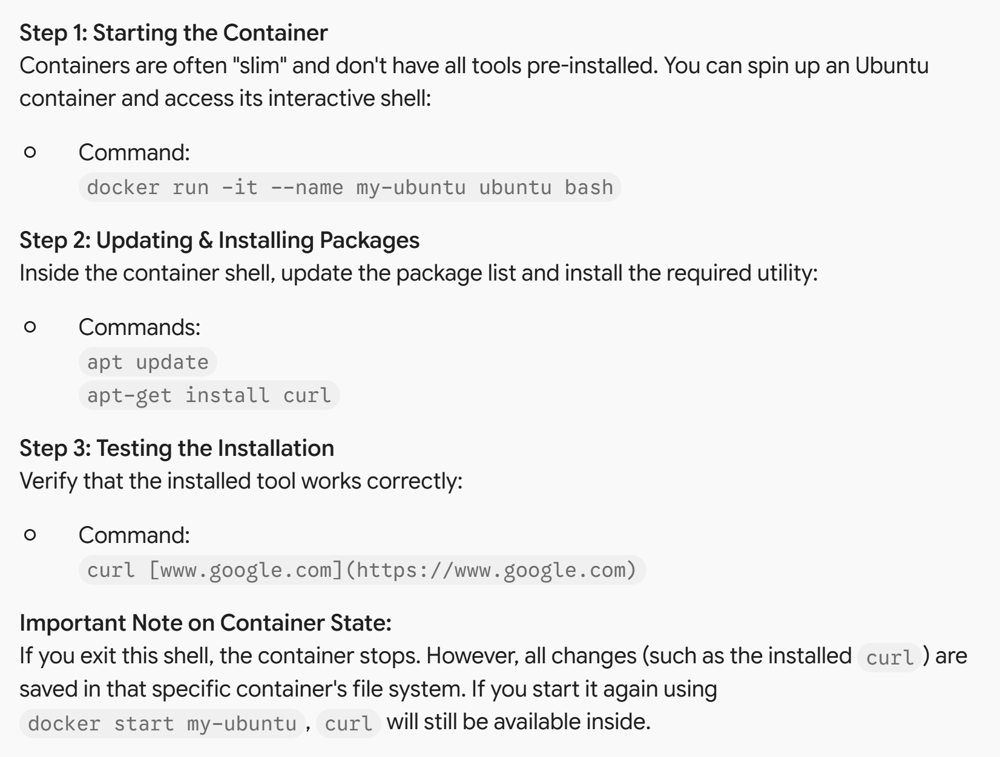 Step 1: Starting the Container
Containers are often "slim" and don't have all tools pre-installed. You can spin up an Ubuntu
container and access its interactive shell:
Command:
docker run -it --name my-ubuntu ubuntu bash
Step 2: Updating & Installing Packages
Inside the container shell, update the package list and install the required utility:
Commands:
apt update
apt-get install curl
Step 3: Testing the Installation
Verify that the installed tool works correctly:
Command:
curl [www.google.com](https://www.google.com)
Important Note on Container State:
If you exit this shell, the container stops. However, all changes (such as the installed curl) are
saved in that specific container's file system. If you start it again using
docker start my-ubuntu, curl will still be available inside.